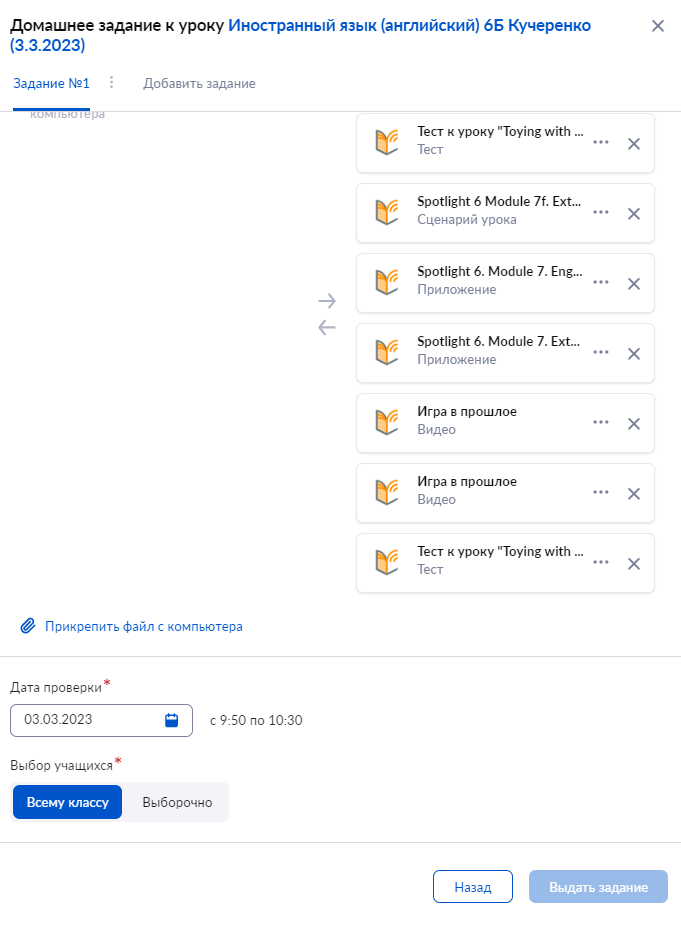 Домашнее задание к уроку Иностранный язык (английский) 6Б Кучеренко
(3.3.2023)
Задание №1
Добавить задание
компьютера
Тест к уроку "Toying with ...
Тест
Spotlight 6 Module 7f. Ext...
Сценарий урока
Spotlight 6. Module 7. Eng...
Приложение
Spotlight 6. Module 7. Ext...
Приложение
Игра в прошлое
Видео
Игра в прошлое
Видео
Тест к уроку "Toying with ...
Тест
Прикрепить файл с компьютера
Дата проверки*
03.03.2023
с 9:50 по 10:30
Выбор учащихся*
Всему классу
Выборочно
Назад
Выдать задание